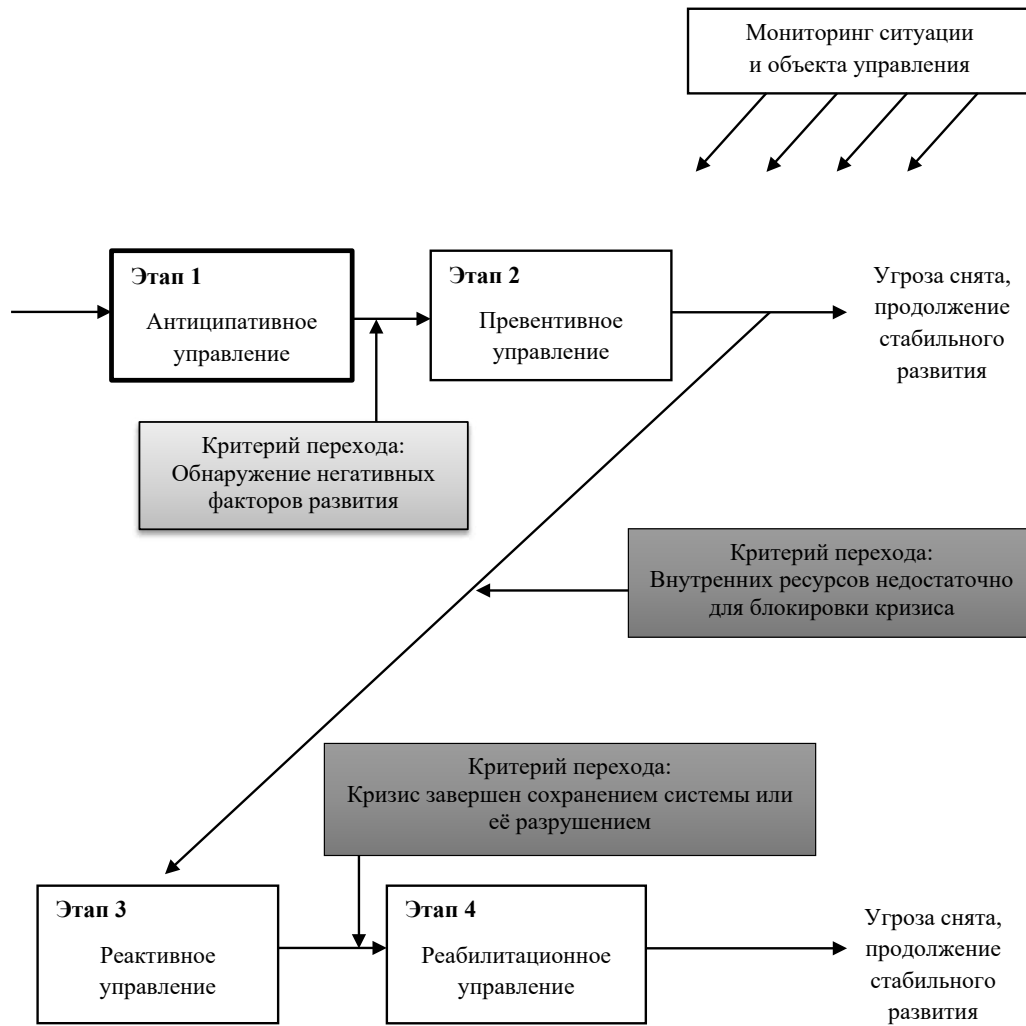 Мониторинг ситуации
и объекта управления
Этап 1
Антиципативное
управление
Этап 2
Превентивное
управление
Угроза снята,
продолжение
стабильного
развития
Критерий перехода:
Обнаружение негативных
факторов развития
Критерий перехода:
Внутренних ресурсов недостаточно
для блокировки кризиса
Критерий перехода:
Кризис завершен сохранением системы или
её разрушением
Этап 3
Реактивное
управление
Этап 4
Реабилитационное
управление
Угроза снята,
продолжение
стабильного
развития